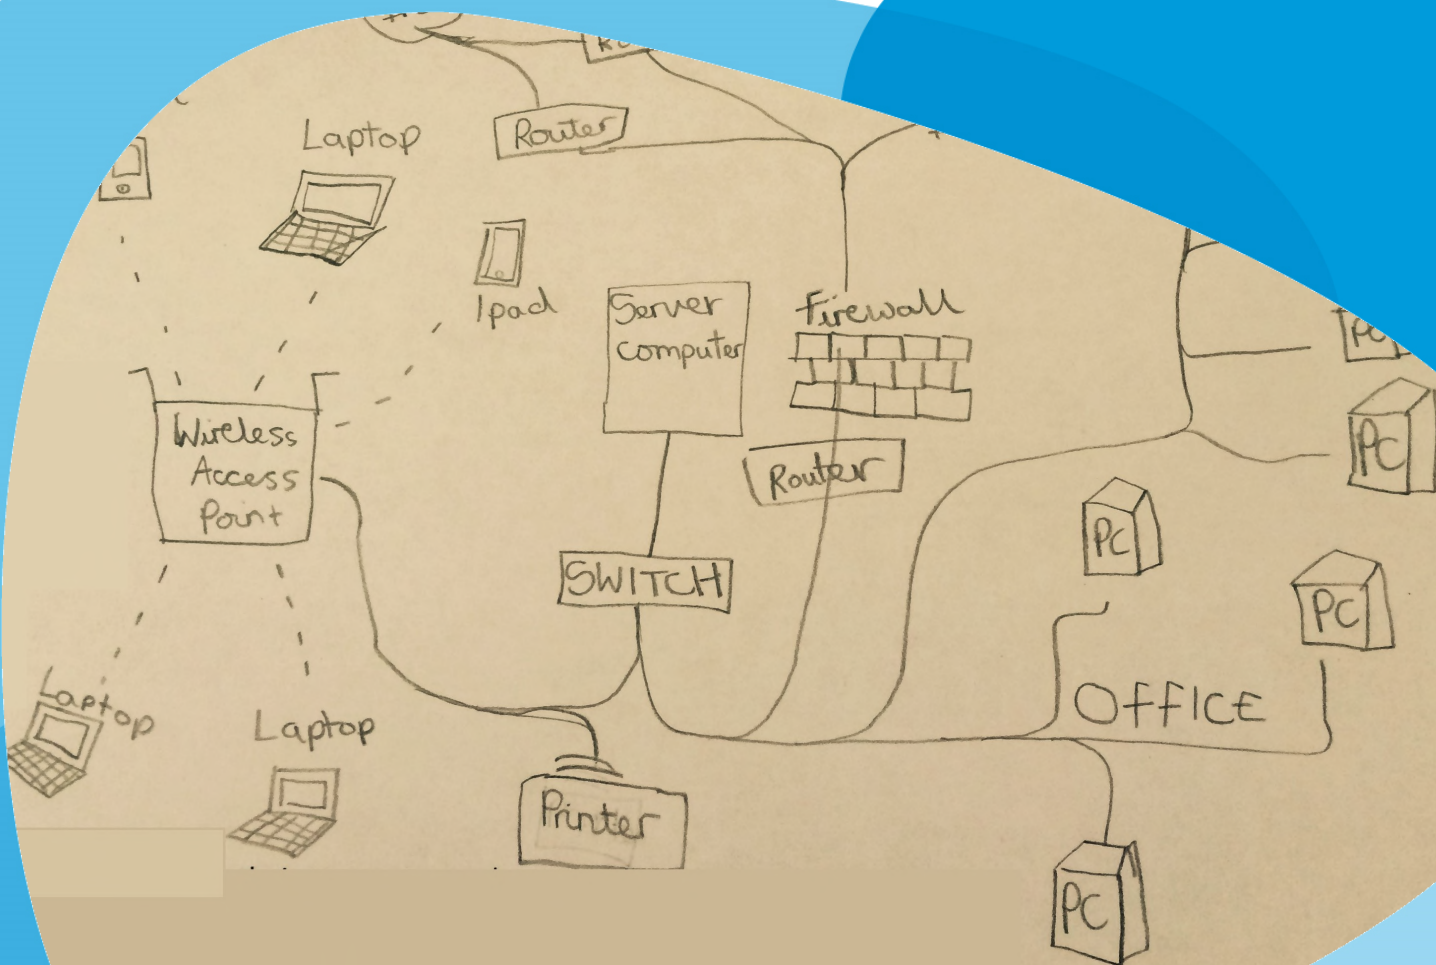 Router
Laptop
Ipad
Server
computer
Firewall
Wireless
Access
Point
Router
SWITCH
PC
PC
PC
PC
OFFICE
Laptop
Laptop
Printer
PC